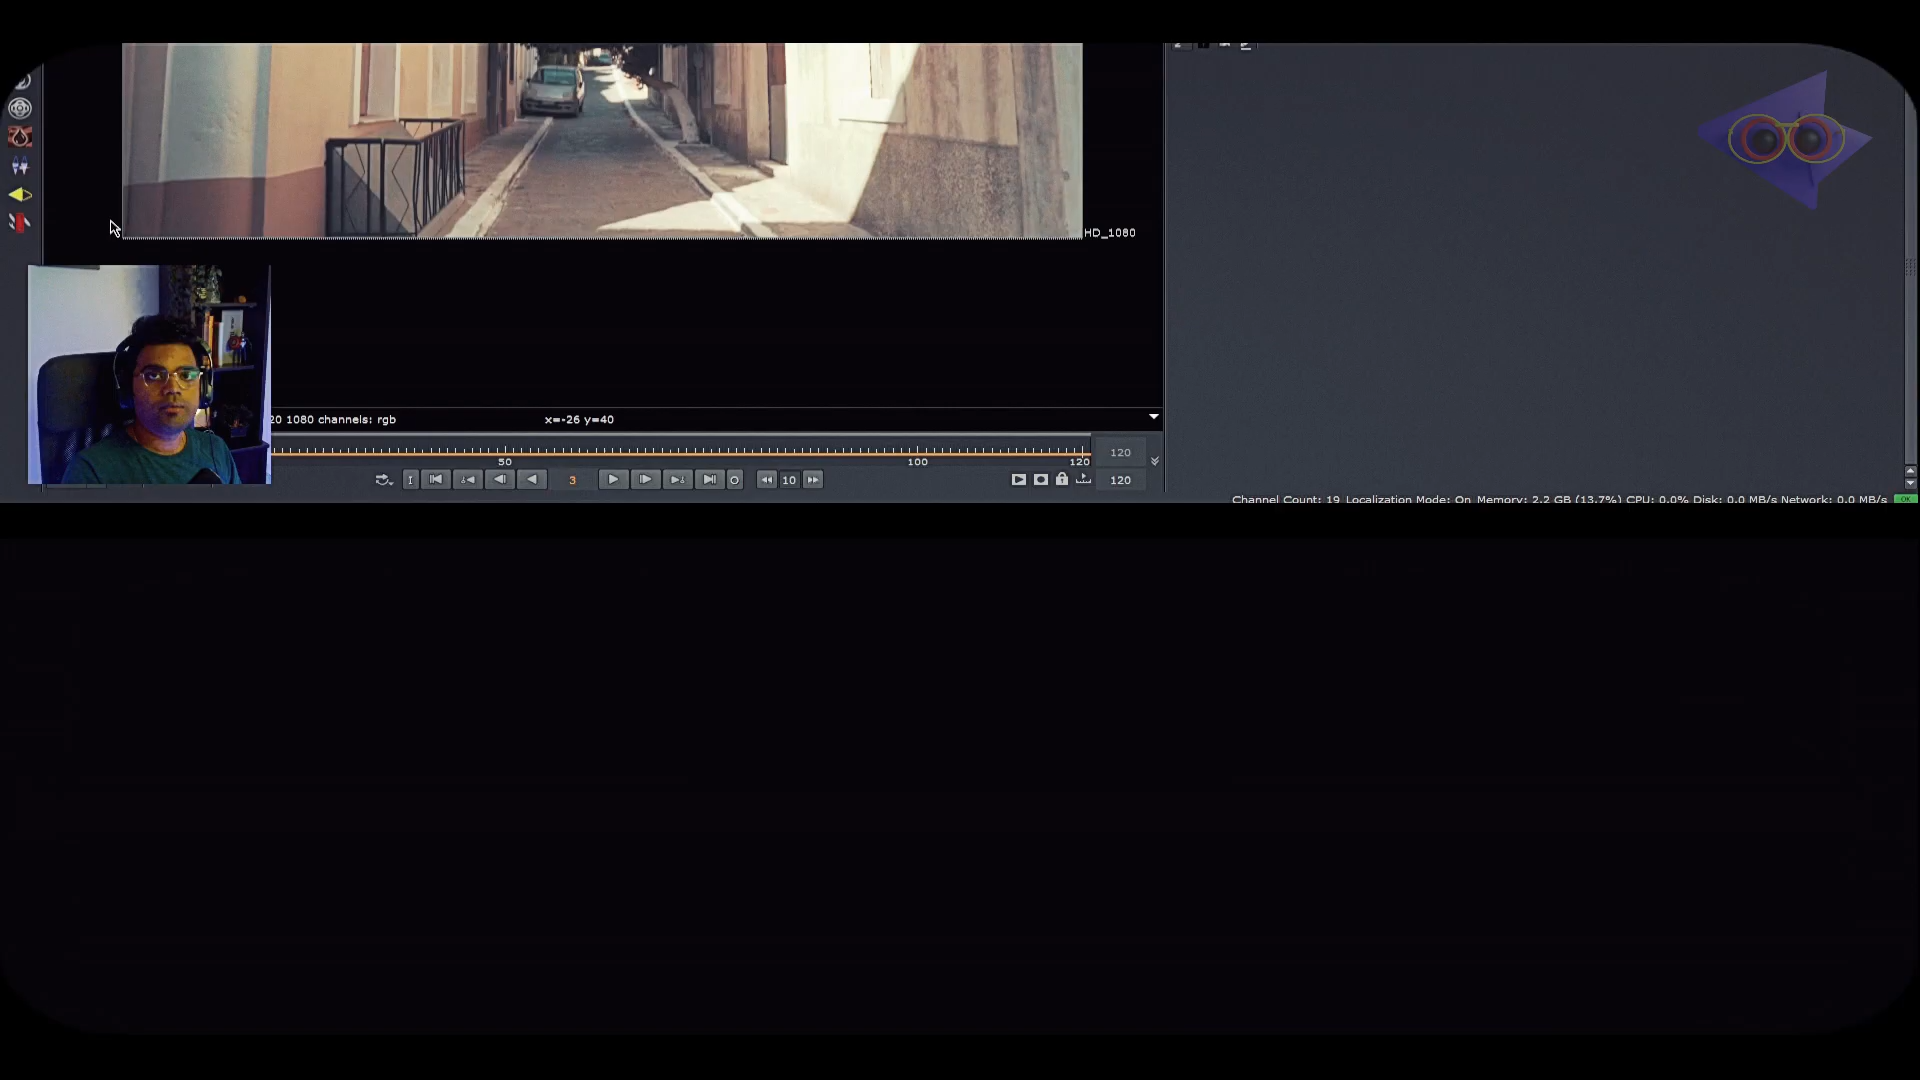 HD_1080
20 1080 channels: rgb x=-26 y=40
50 100 120 120
I 3 O 10 120
Channel Count: 19 Localization Mode: On Memory: 2.2 GB (13.7%) CPU: 0.0% Disk: 0.0 MB/s Network: 0.0 MB/s OK